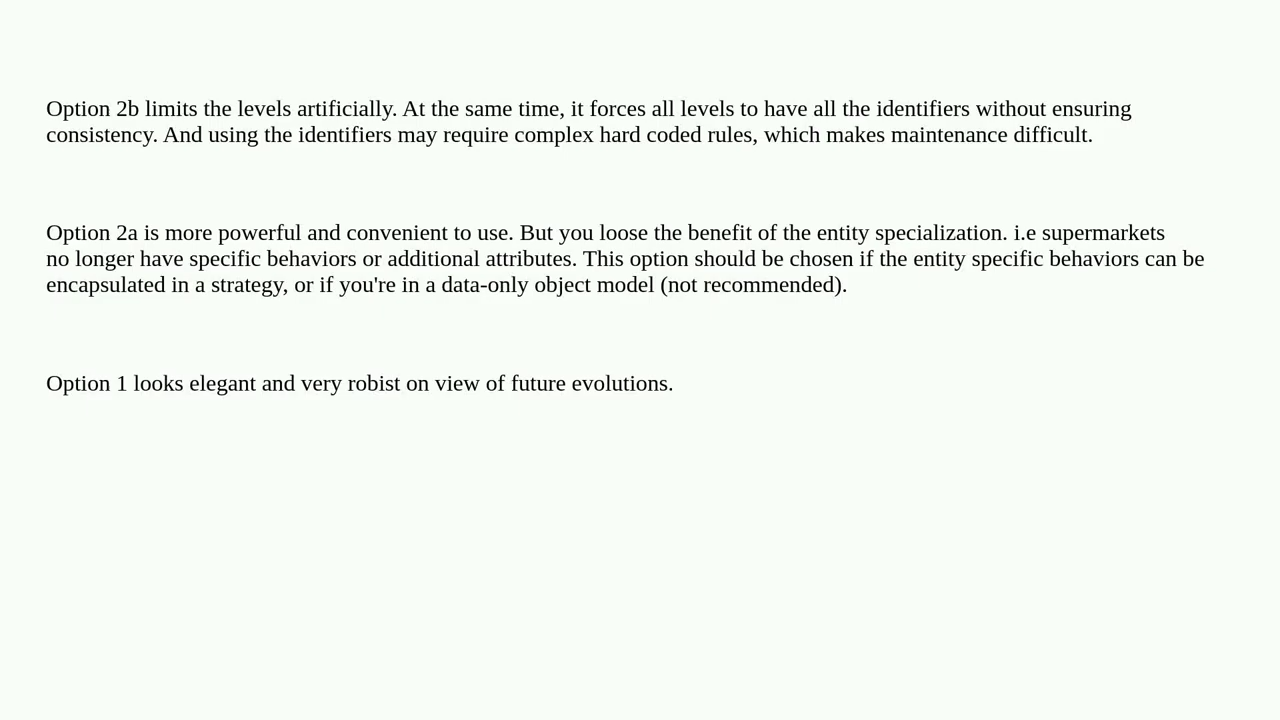 Option 2b limits the levels artificially. At the same time, it forces all levels to have all the identifiers without ensuring
consistency. And using the identifiers may require complex hard coded rules, which makes maintenance difficult.
Option 2a is more powerful and convenient to use. But you loose the benefit of the entity specialization. i.e supermarkets
no longer have specific behaviors or additional attributes. This option should be chosen if the entity specific behaviors can be
encapsulated in a strategy, or if you're in a data-only object model (not recommended).
Option 1 looks elegant and very robist on view of future evolutions.